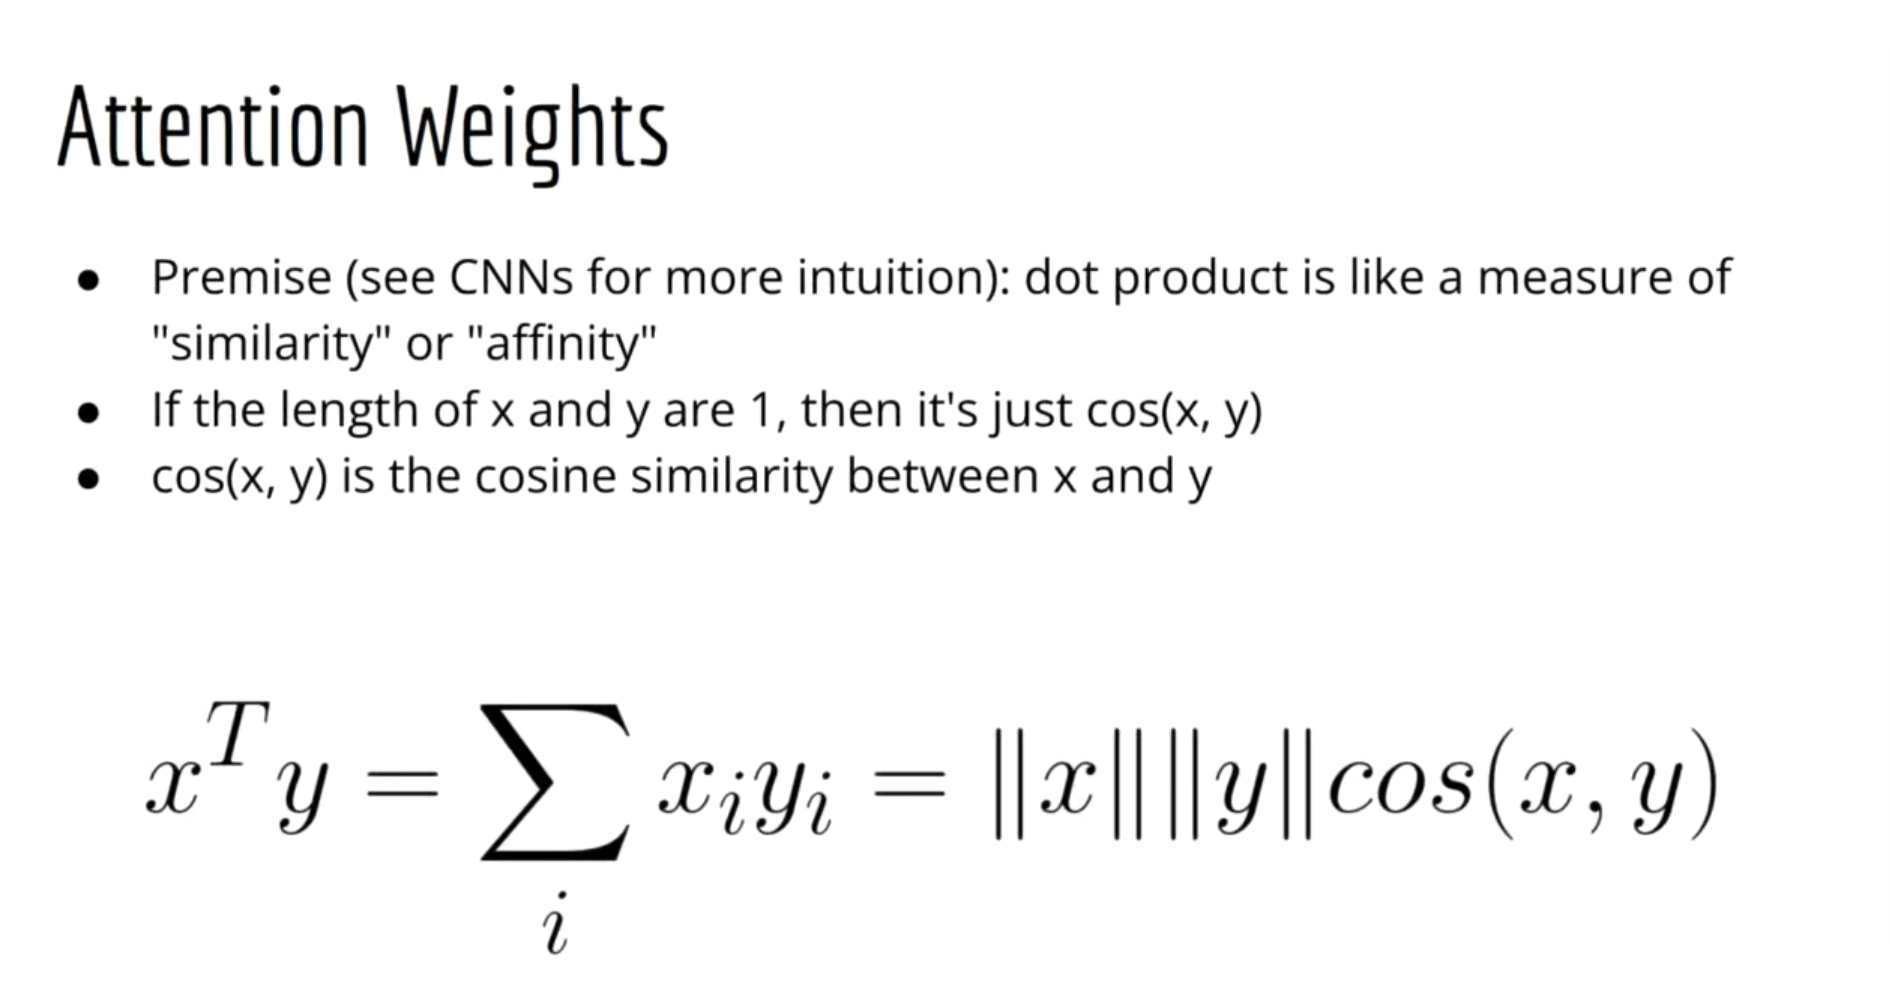 Attention Weights
● Premise (see CNNs for more intuition): dot product is like a measure of
"similarity" or "affinity"
● If the length of x and y are 1, then it's just cos(x, y)
● cos(x, y) is the cosine similarity between x and y
x^T y = ∑_i x_i y_i = ||x|| ||y|| cos(x, y)